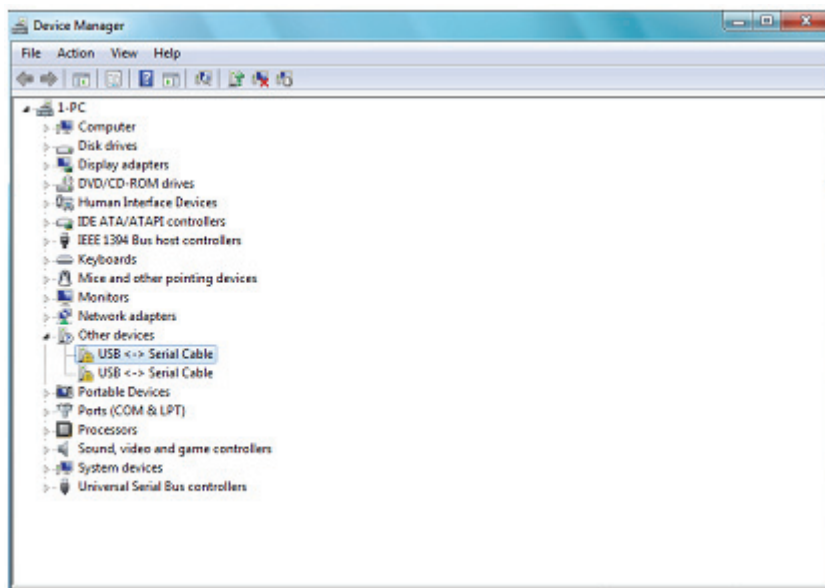 Device Manager
File Action View Help
1-PC
Computer
Disk drives
Display adapters
DVD/CD-ROM drives
Human Interface Devices
IDE ATA/ATAPI controllers
IEEE 1394 Bus host controllers
Keyboards
Mice and other pointing devices
Monitors
Network adapters
Other devices
USB <-> Serial Cable
USB <-> Serial Cable
Portable Devices
Ports (COM & LPT)
Processors
Sound, video and game controllers
System devices
Universal Serial Bus controllers